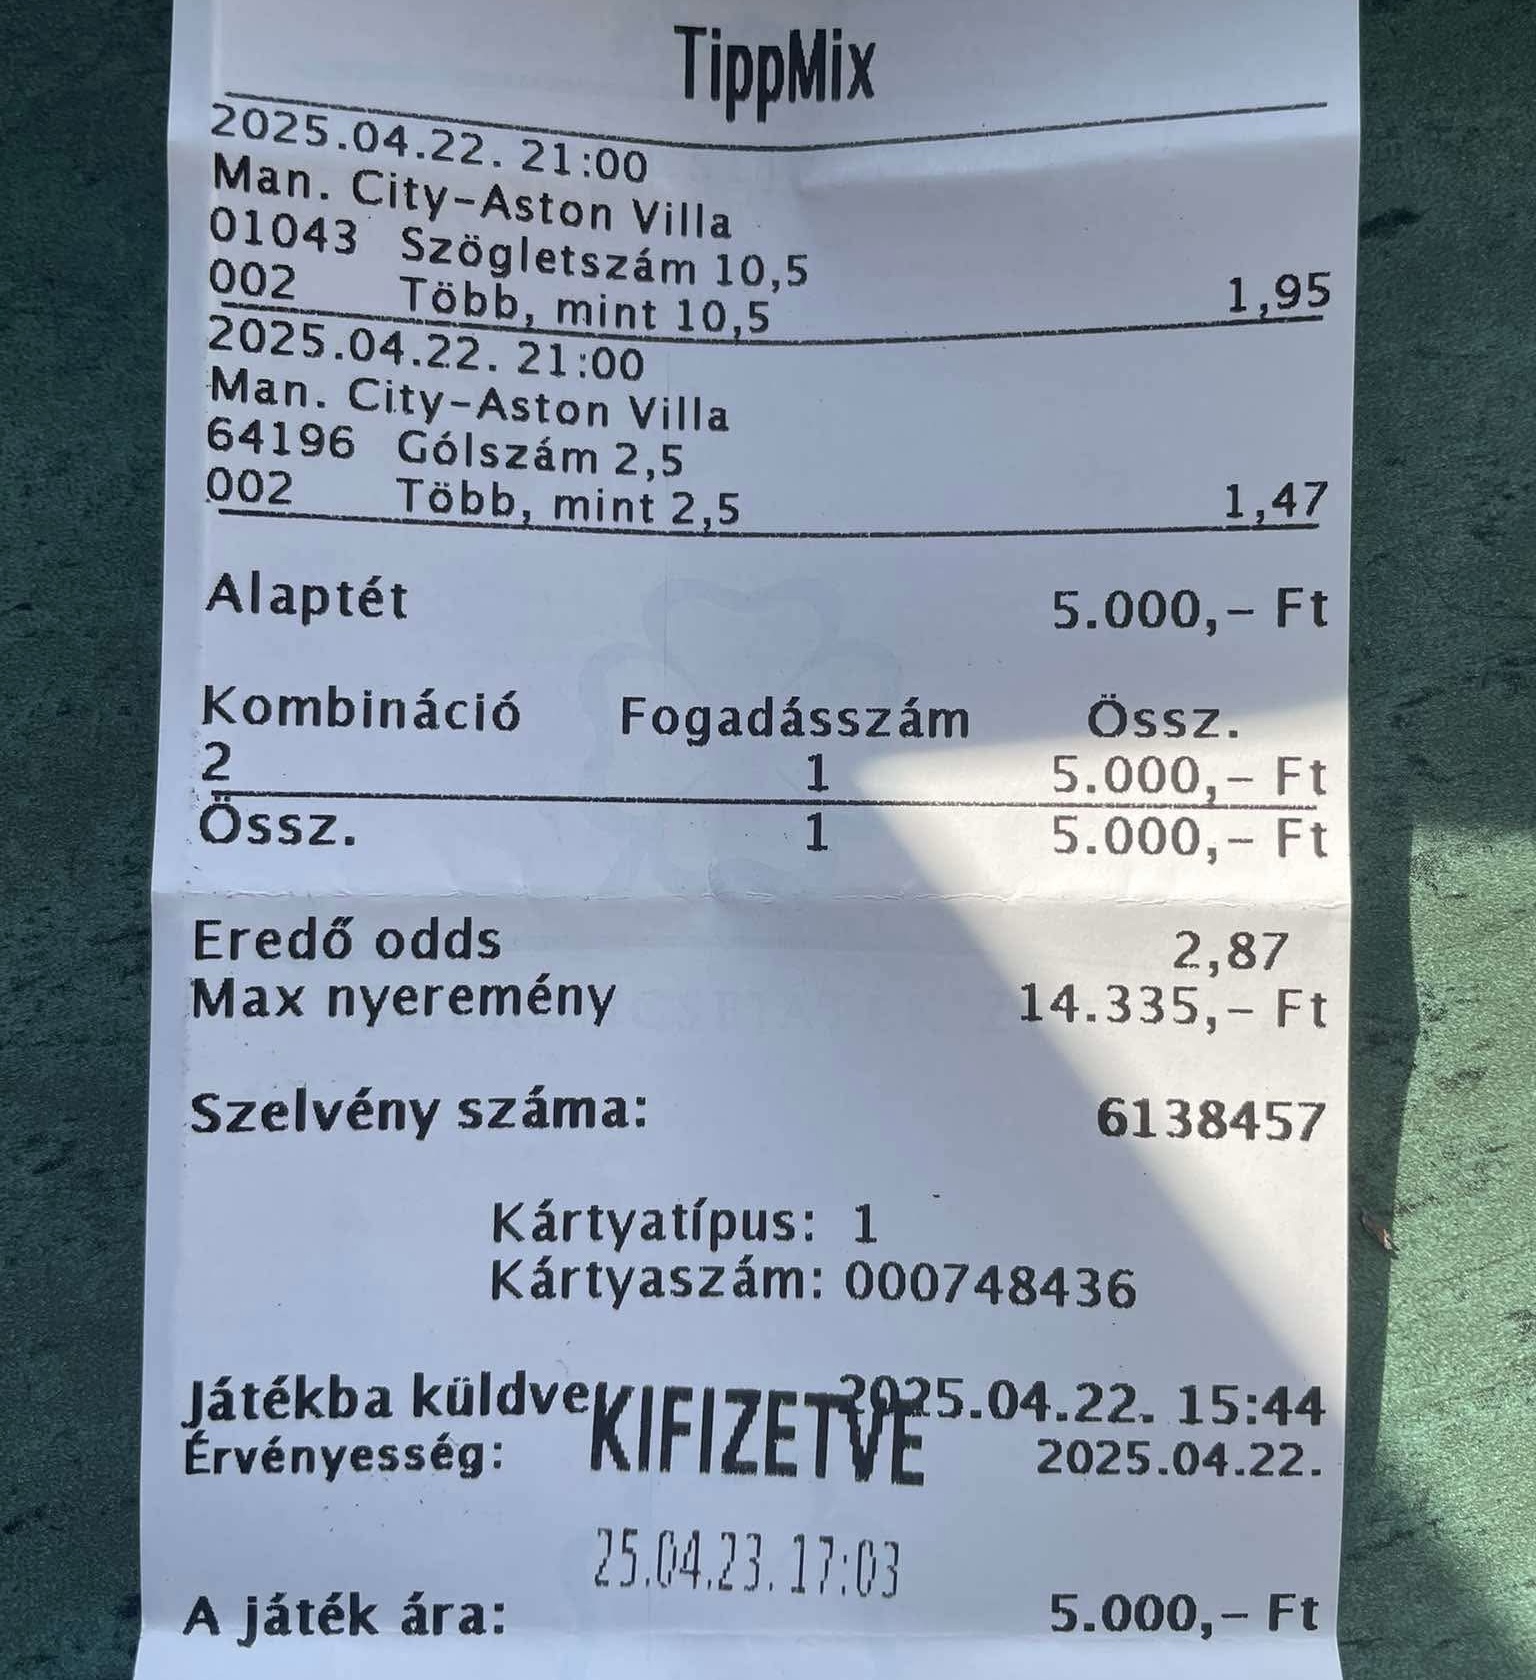 TippMix
2025.04.22. 21:00
Man. City-Aston Villa
01043 Szögletszám 10,5
002 Több, mint 10,5 1,95
2025.04.22. 21:00
Man. City-Aston Villa
64196 Gólszám 2,5
002 Több, mint 2,5 1,47
Alaptét 5.000,- Ft
Kombináció Fogadásszám Össz.
2 1 5.000,- Ft
Össz. 1 5.000,- Ft
Eredő odds 2,87
Max nyeremény 14.335,- Ft
Szelvény száma: 6138457
Kártyatípus: 1
Kártyaszám: 000748436
Játékba küldve 2025.04.22. 15:44
KIFIZETVE
Érvényesség: 2025.04.22.
25.04.23. 17:03
A játék ára: 5.000,- Ft